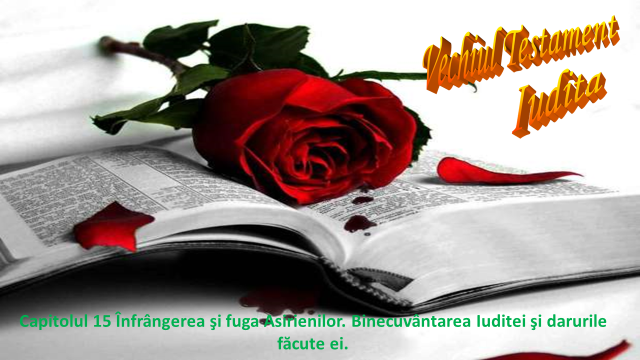 Vechiul Testament
Iudita
Capitolul 15 Înfrângerea şi fuga Asirienilor. Binecuvântarea Iuditei şi darurile
făcute ei.